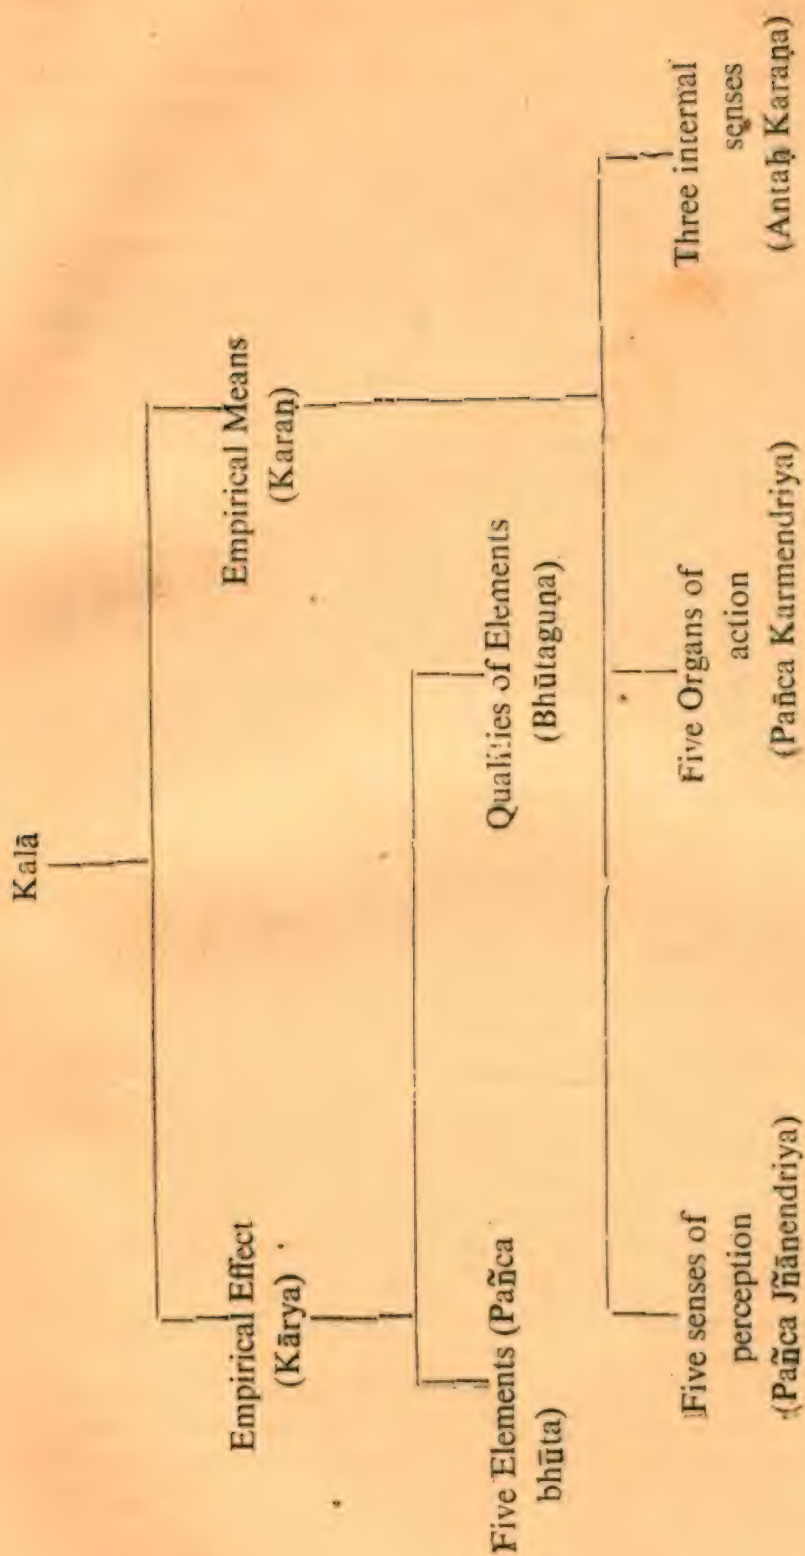 Kalā
Empirical Effect
(Kārya)
Empirical Means
(Karaṇ)
Five Elements (Pañca
bhūta)
Qualities of Elements
(Bhūtaguṇa)
Five senses of
perception
(Pañca Jñānendriya)
Five Organs of
action
(Pañca Karmendriya)
Three internal
senses
(Antaḥ Karaṇa)